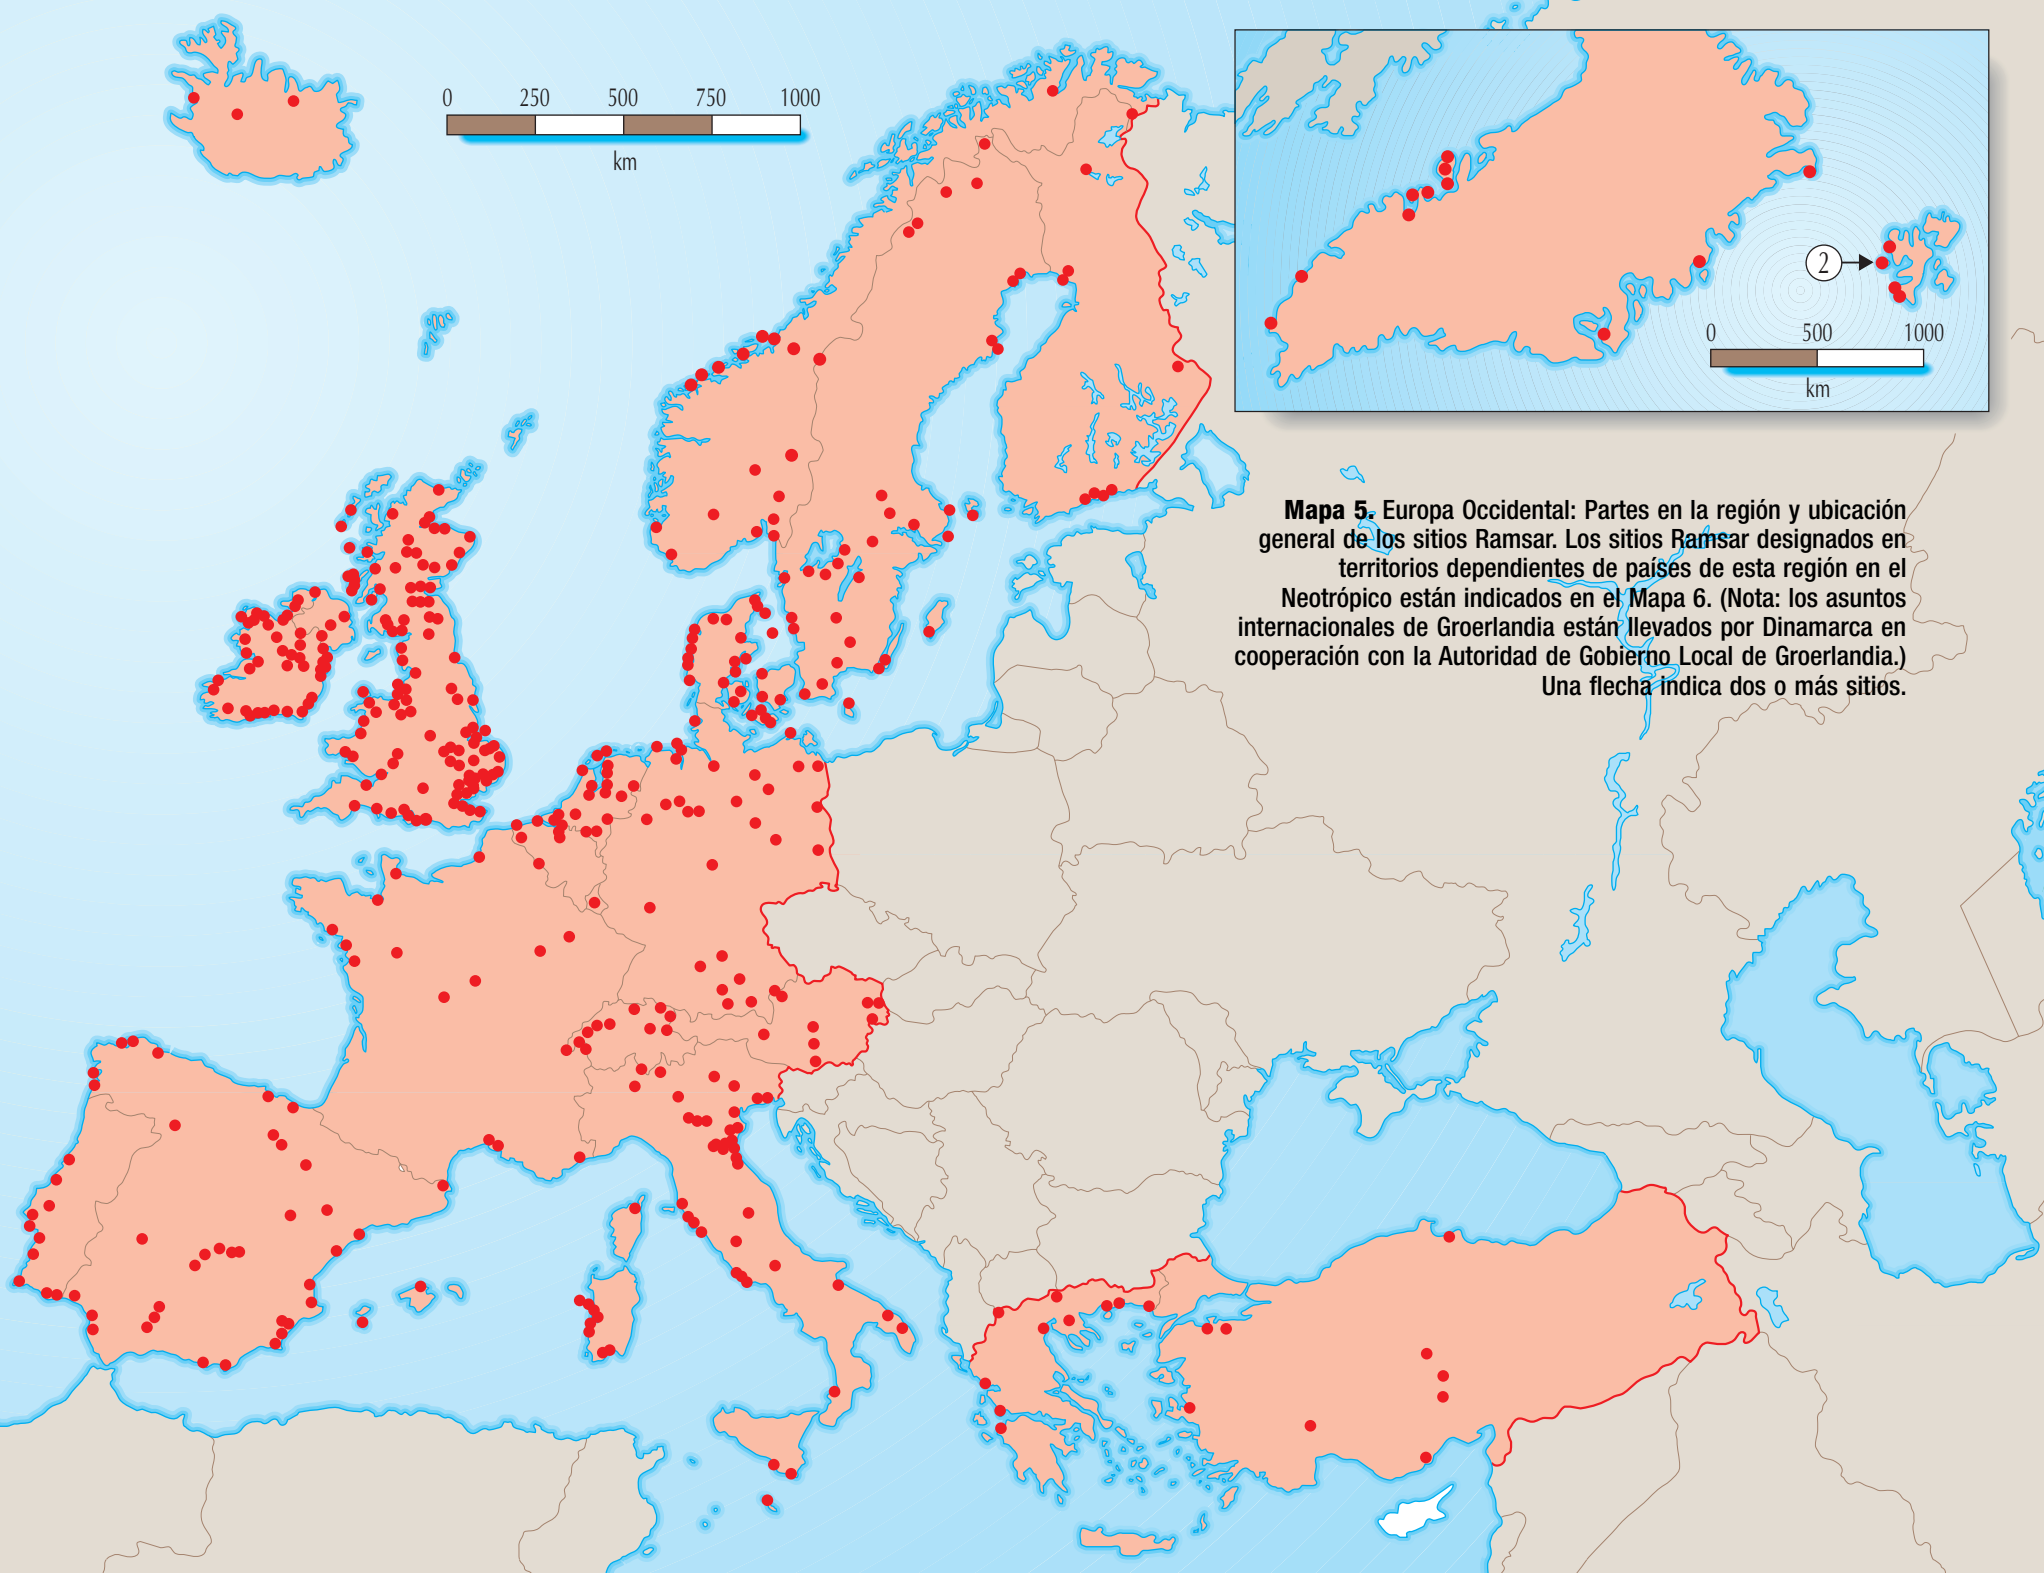 0 250 500 750 1000
km
2
0 500 1000
km
Mapa 5. Europa Occidental: Partes en la región y ubicación
general de los sitios Ramsar. Los sitios Ramsar designados en
territorios dependientes de países de esta región en el
Neotrópico están indicados en el Mapa 6. (Nota: los asuntos
internacionales de Groerlandia están llevados por Dinamarca en
cooperación con la Autoridad de Gobierno Local de Groerlandia.)
Una flecha indica dos o más sitios.